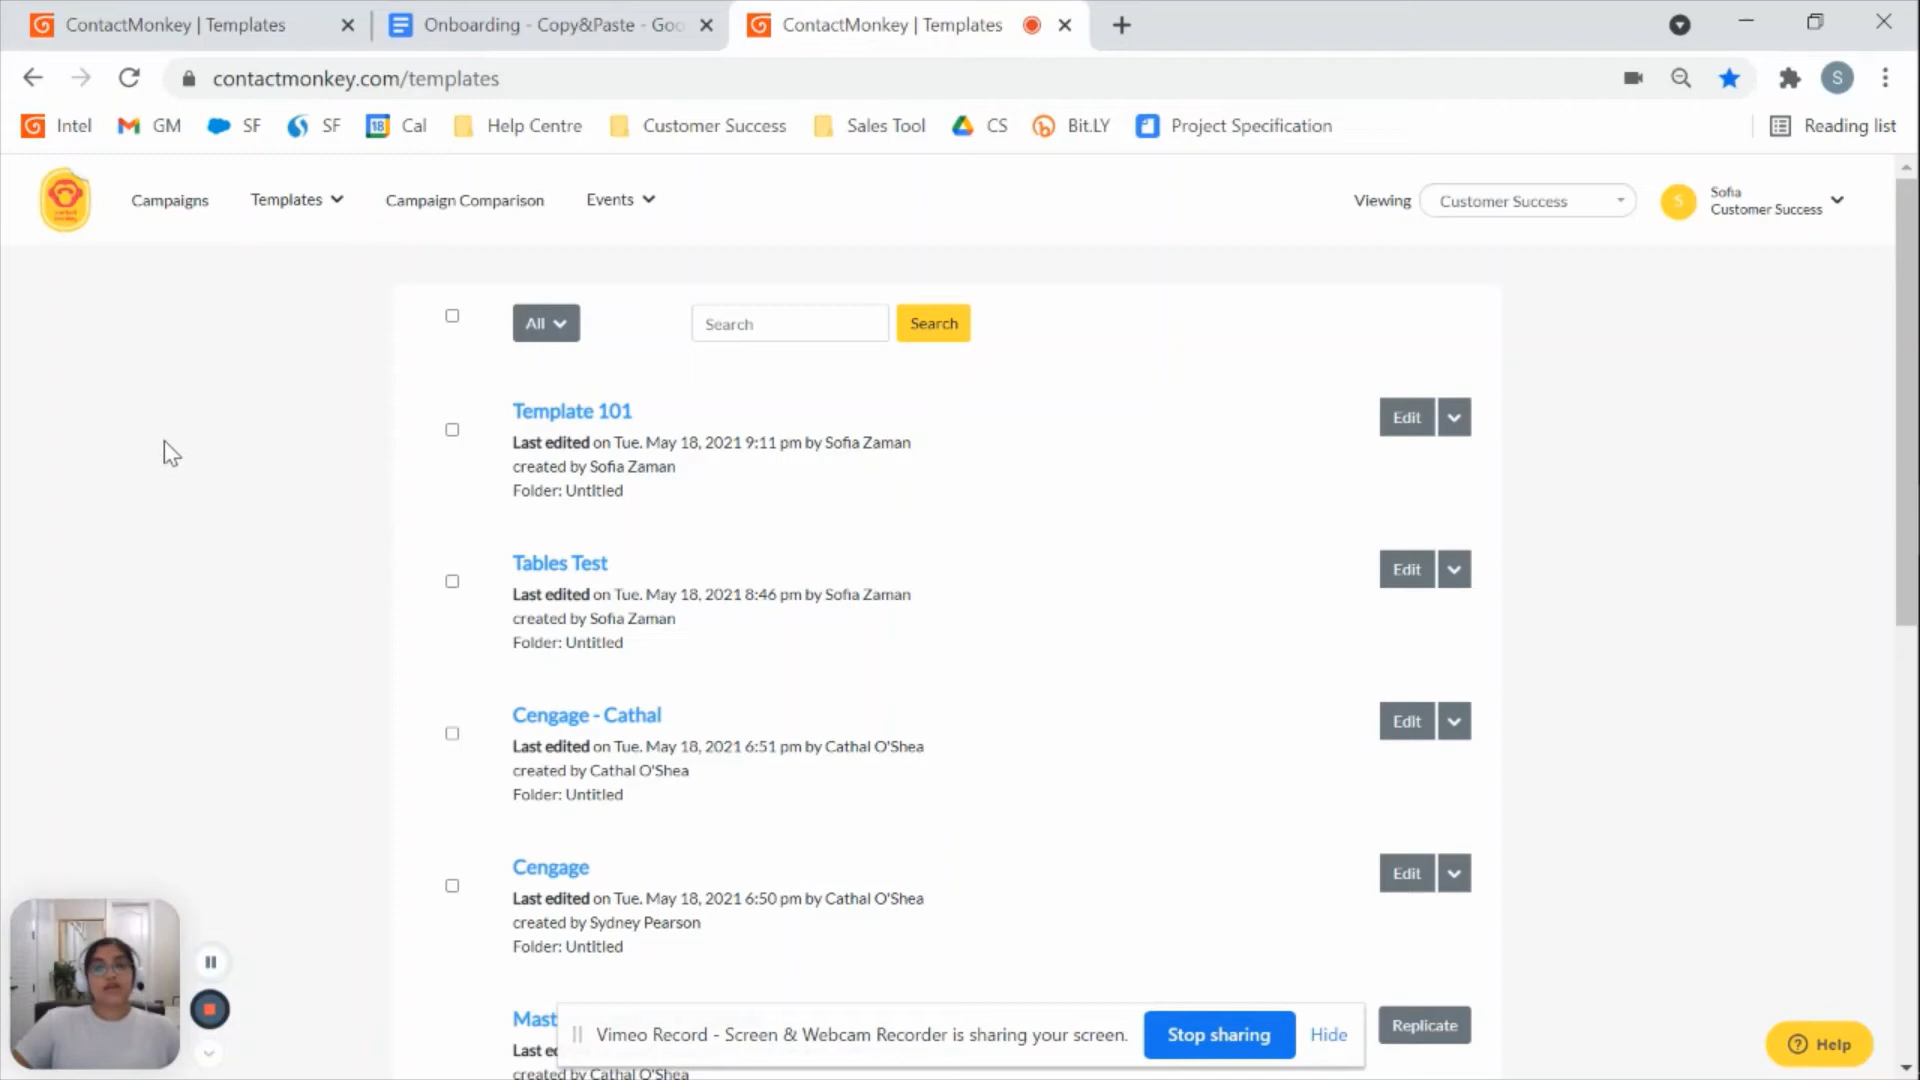 ContactMonkey | Templates
Onboarding - Copy&Paste - Goo
ContactMonkey | Templates
contactmonkey.com/templates
S
Intel
GM
SF
SF
18
Cal
Help Centre
Customer Success
Sales Tool
CS
Bit.LY
Project Specification
Reading list
Campaigns
Templates
Campaign Comparison
Events
Viewing
Customer Success
S
Sofia
Customer Success
All
Search
Search
Template 101
Edit
Last edited on Tue. May 18, 2021 9:11 pm by Sofia Zaman
created by Sofia Zaman
Folder: Untitled
Tables Test
Edit
Last edited on Tue. May 18, 2021 8:46 pm by Sofia Zaman
created by Sofia Zaman
Folder: Untitled
Cengage - Cathal
Edit
Last edited on Tue. May 18, 2021 6:51 pm by Cathal O'Shea
created by Cathal O'Shea
Folder: Untitled
Cengage
Edit
Last edited on Tue. May 18, 2021 6:50 pm by Cathal O'Shea
created by Sydney Pearson
Folder: Untitled
Mast
Replicate
Last e
created by Cathal O'Shea
Vimeo Record - Screen & Webcam Recorder is sharing your screen.
Stop sharing
Hide
Help